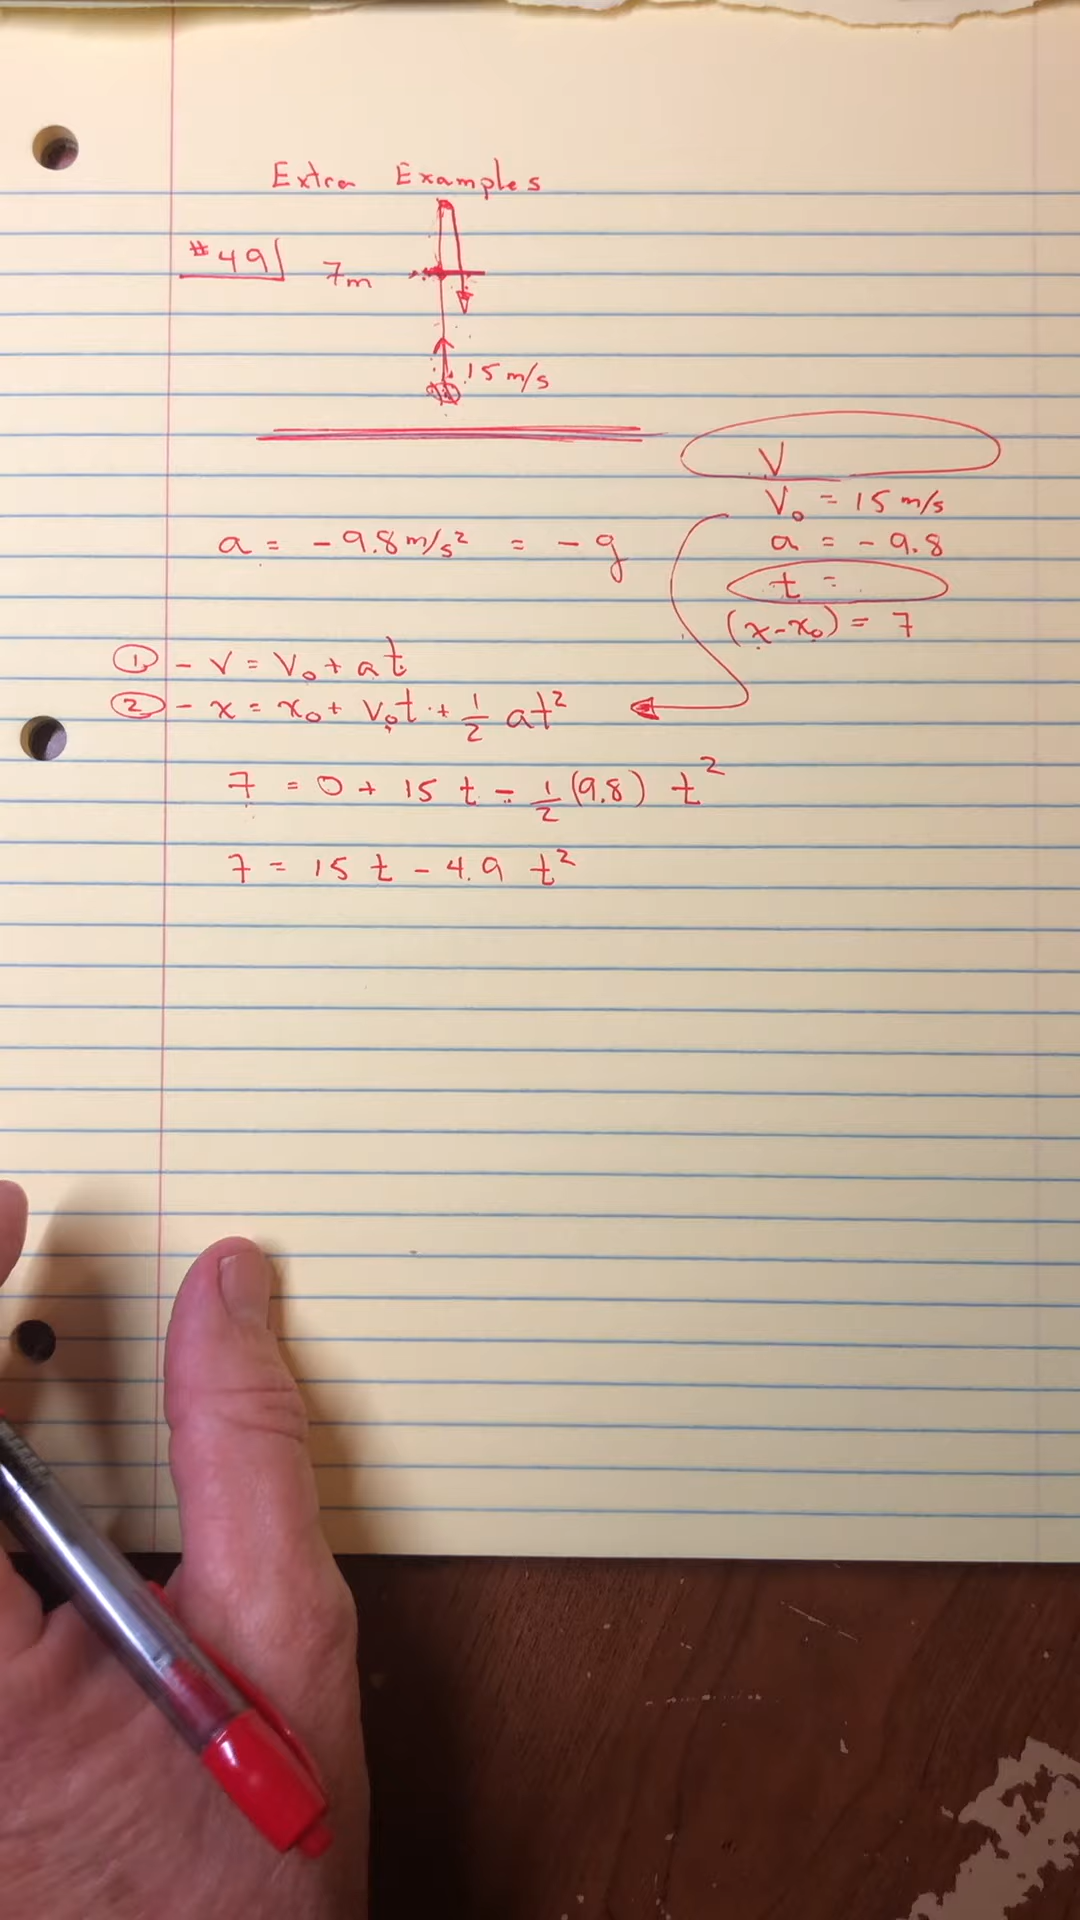 Extra Examples
#49
7m
15 m/s
V
V₀ = 15 m/s
a = -9.8 m/s² = -g
a = -9.8
t =
(x-x₀) = 7
① - V = V₀ + at
② - x = x₀ + V₀t + 1/2 at²
7 = 0 + 15 t - 1/2 (9.8) t²
7 = 15 t - 4.9 t²